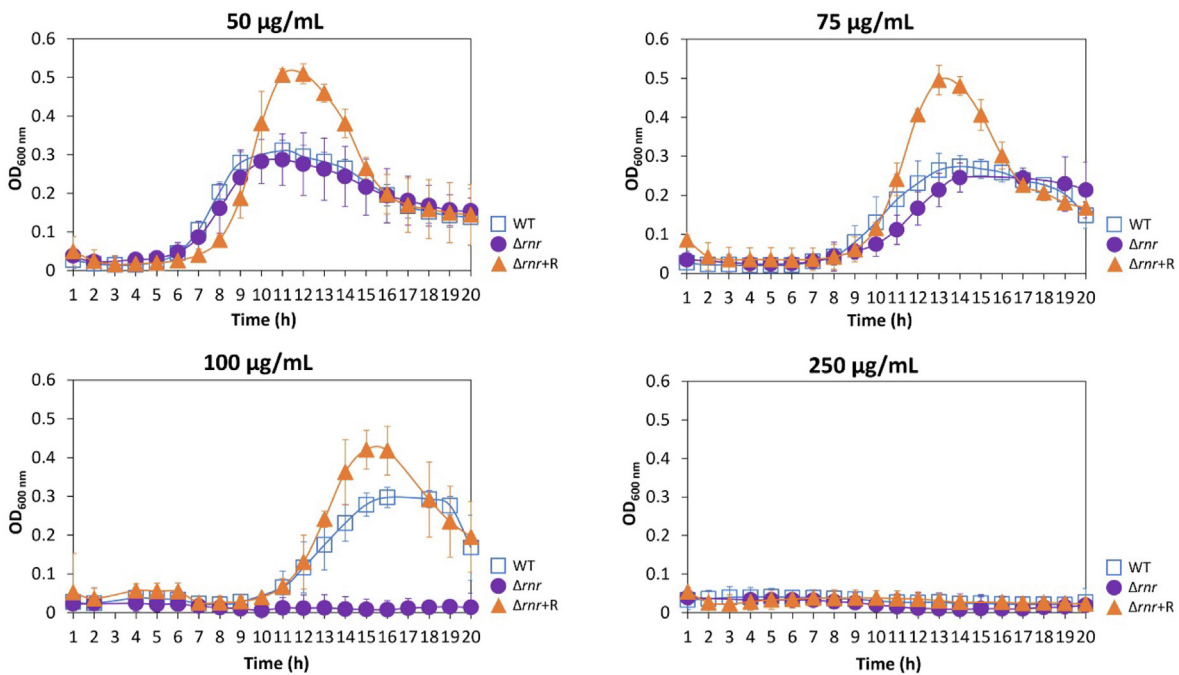 50 µg/mL
0.6
0.5
0.4
0.3
0.2
0.1
0
OD600 nm
1 2 3 4 5 6 7 8 9 10 11 12 13 14 15 16 17 18 19 20
Time (h)
WT
Δrnr
Δrnr+R
75 µg/mL
0.6
0.5
0.4
0.3
0.2
0.1
0
OD600 nm
1 2 3 4 5 6 7 8 9 10 11 12 13 14 15 16 17 18 19 20
Time (h)
WT
Δrnr
Δrnr+R
100 µg/mL
0.6
0.5
0.4
0.3
0.2
0.1
0
OD600 nm
1 2 3 4 5 6 7 8 9 10 11 12 13 14 15 16 17 18 19 20
Time (h)
WT
Δrnr
Δrnr+R
250 µg/mL
0.6
0.5
0.4
0.3
0.2
0.1
0
OD600 nm
1 2 3 4 5 6 7 8 9 10 11 12 13 14 15 16 17 18 19 20
Time (h)
WT
Δrnr
Δrnr+R